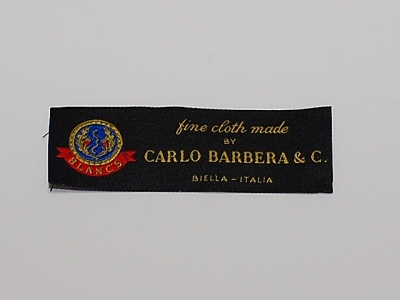 fine cloth made
BY
CARLO BARBERA & C.
BIELLA - ITALIA
BLANCS